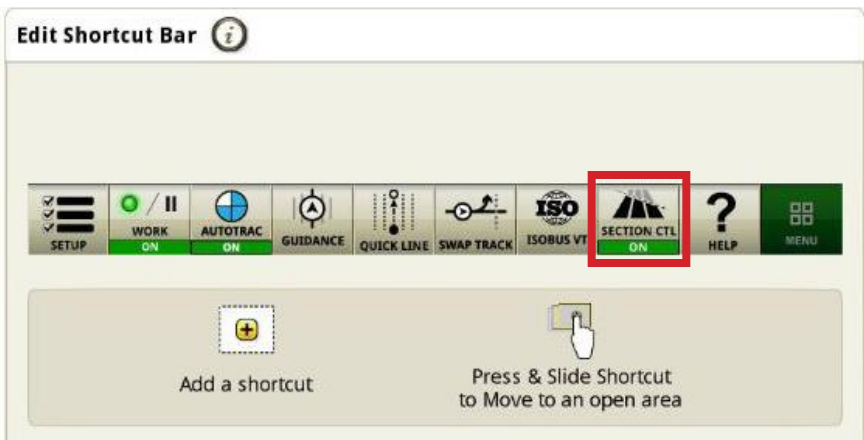 Edit Shortcut Bar i
SETUP
WORK
ON
AUTOTRAC
ON
GUIDANCE
QUICK LINE
SWAP TRACK
ISO
ISOBUS VT
SECTION CTL
ON
?
HELP
MENU
Add a shortcut
Press & Slide Shortcut
to Move to an open area